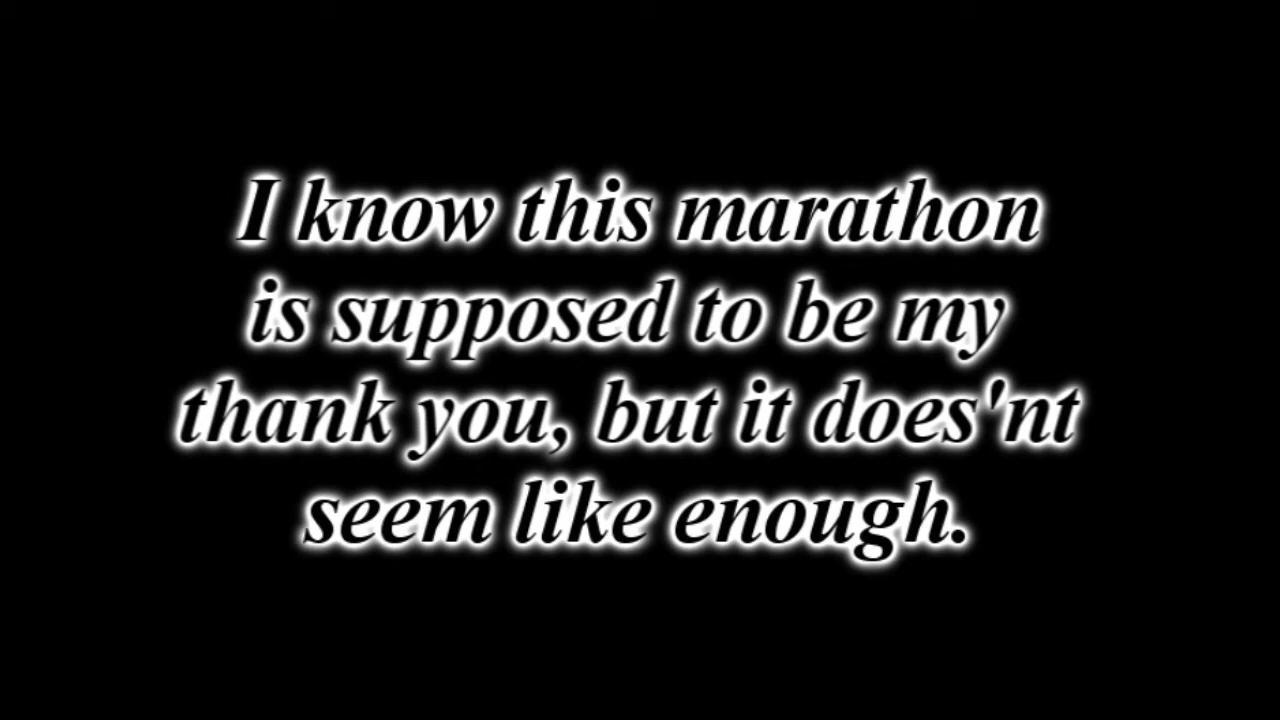 I know this marathon
is supposed to be my
thank you, but it does'nt
seem like enough.